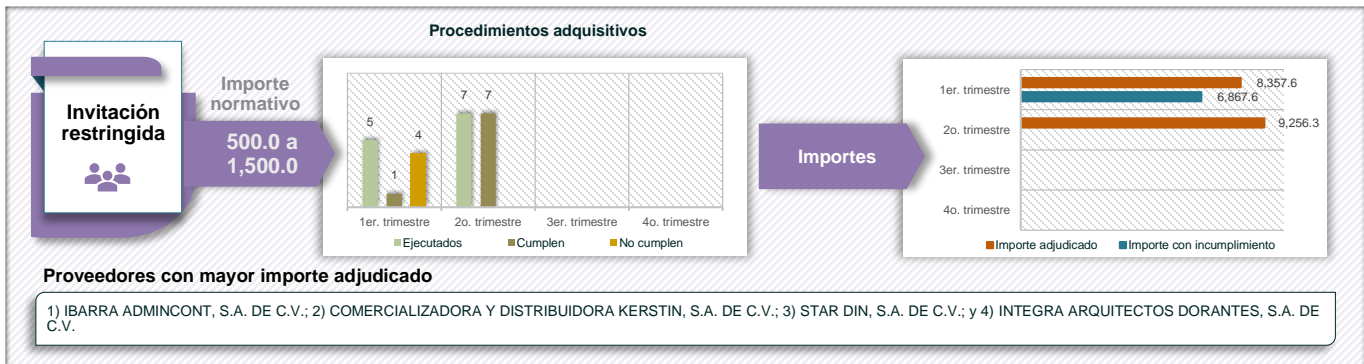 Procedimientos adquisitivos
Invitación
restringida
Importe
normativo
500.0 a
1,500.0
5
1
4
7
7
1er. trimestre
2o. trimestre
3er. trimestre
4o. trimestre
Ejecutados
Cumplen
No cumplen
Importes
1er. trimestre
8,357.6
6,867.6
2o. trimestre
9,256.3
3er. trimestre
4o. trimestre
Importe adjudicado
Importe con incumplimiento
Proveedores con mayor importe adjudicado
1) IBARRA ADMINCONT, S.A. DE C.V.; 2) COMERCIALIZADORA Y DISTRIBUIDORA KERSTIN, S.A. DE C.V.; 3) STAR DIN, S.A. DE C.V.; y 4) INTEGRA ARQUITECTOS DORANTES, S.A. DE
C.V.